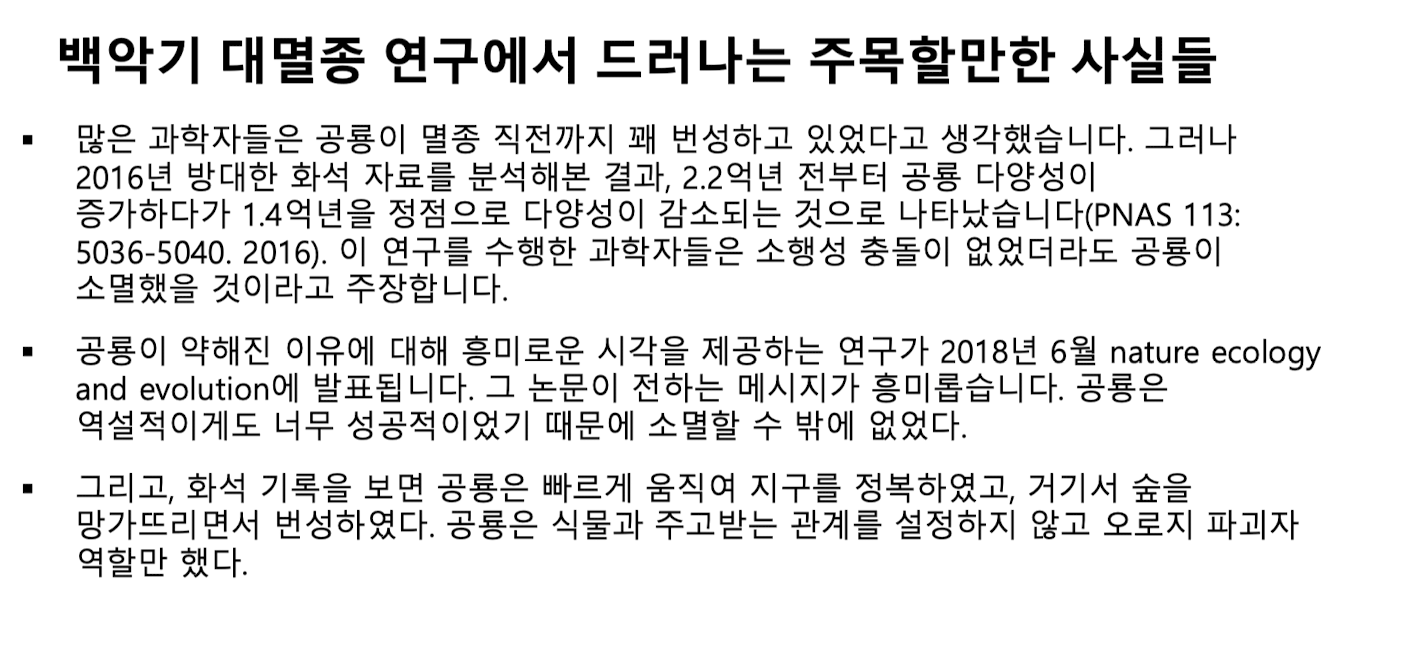 백악기 대멸종 연구에서 드러나는 주목할만한 사실들
▪ 많은 과학자들은 공룡이 멸종 직전까지 꽤 번성하고 있었다고 생각했습니다. 그러나
2016년 방대한 화석 자료를 분석해본 결과, 2.2억년 전부터 공룡 다양성이
증가하다가 1.4억년을 정점으로 다양성이 감소되는 것으로 나타났습니다(PNAS 113:
5036-5040. 2016). 이 연구를 수행한 과학자들은 소행성 충돌이 없었더라도 공룡이
소멸했을 것이라고 주장합니다.
▪ 공룡이 약해진 이유에 대해 흥미로운 시각을 제공하는 연구가 2018년 6월 nature ecology
and evolution에 발표됩니다. 그 논문이 전하는 메시지가 흥미롭습니다. 공룡은
역설적이게도 너무 성공적이었기 때문에 소멸할 수 밖에 없었다.
▪ 그리고, 화석 기록을 보면 공룡은 빠르게 움직여 지구를 정복하였고, 거기서 숲을
망가뜨리면서 번성하였다. 공룡은 식물과 주고받는 관계를 설정하지 않고 오로지 파괴자
역할만 했다.